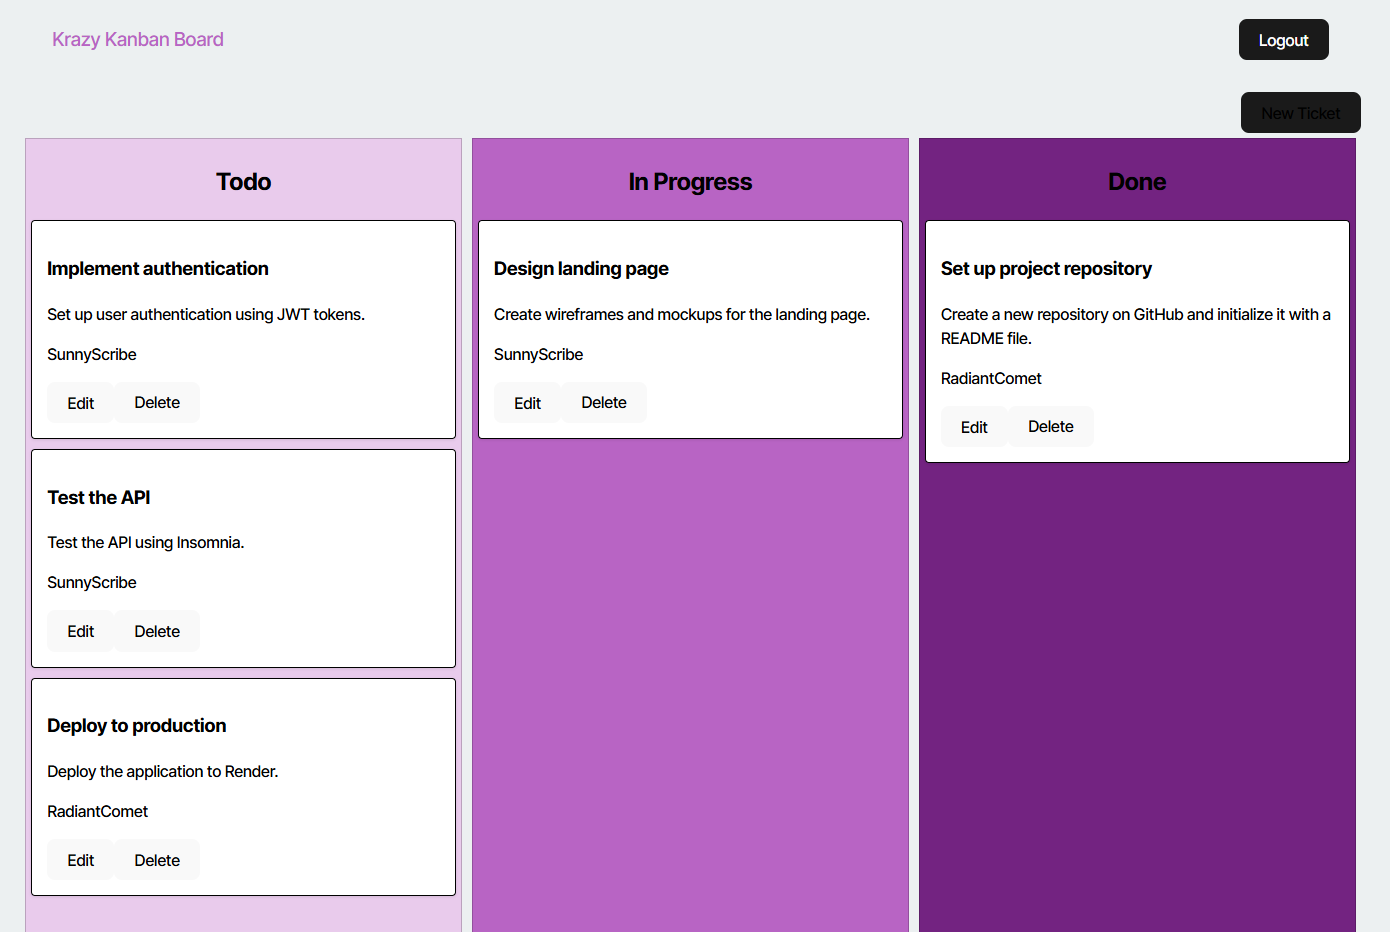 Krazy Kanban Board
Logout
New Ticket
Todo
Implement authentication
Set up user authentication using JWT tokens.
SunnyScribe
Edit Delete
Test the API
Test the API using Insomnia.
SunnyScribe
Edit Delete
Deploy to production
Deploy the application to Render.
RadiantComet
Edit Delete
In Progress
Design landing page
Create wireframes and mockups for the landing page.
SunnyScribe
Edit Delete
Done
Set up project repository
Create a new repository on GitHub and initialize it with a
README file.
RadiantComet
Edit Delete